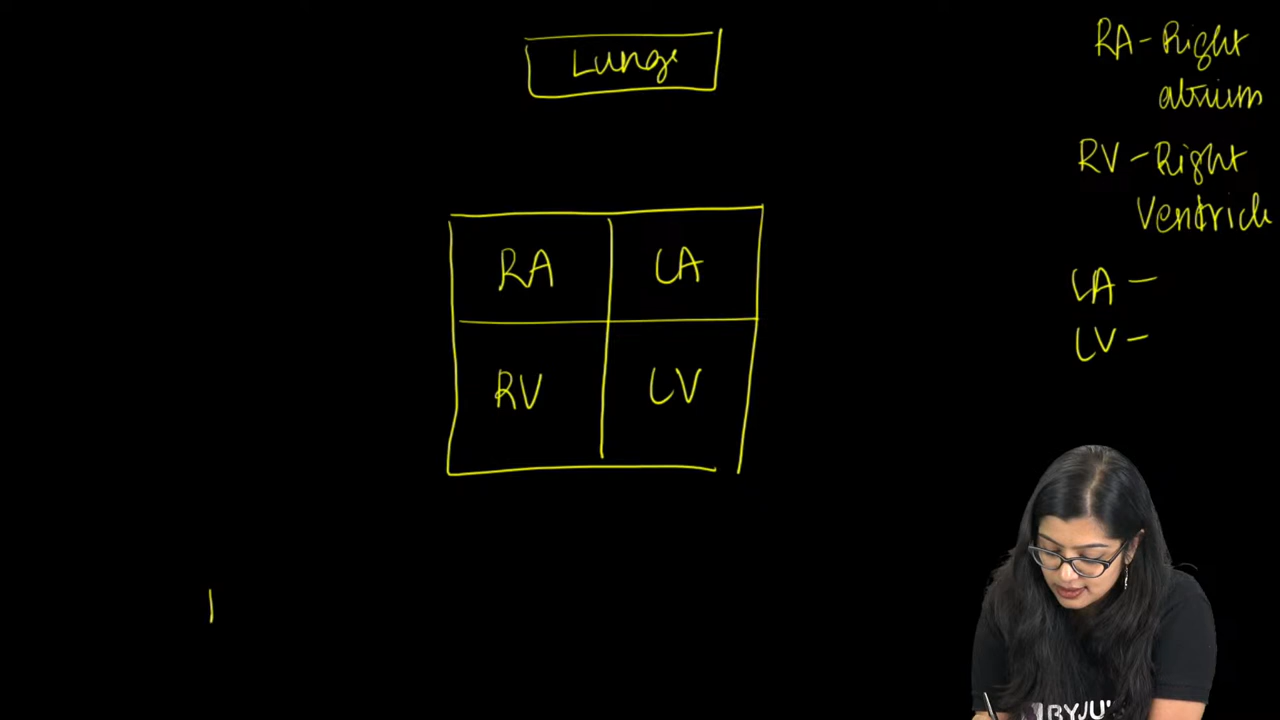 Lungs
RA LA
RV LV
RA - Right
atrium
RV - Right
Ventricle
LA -
LV -
BYJU